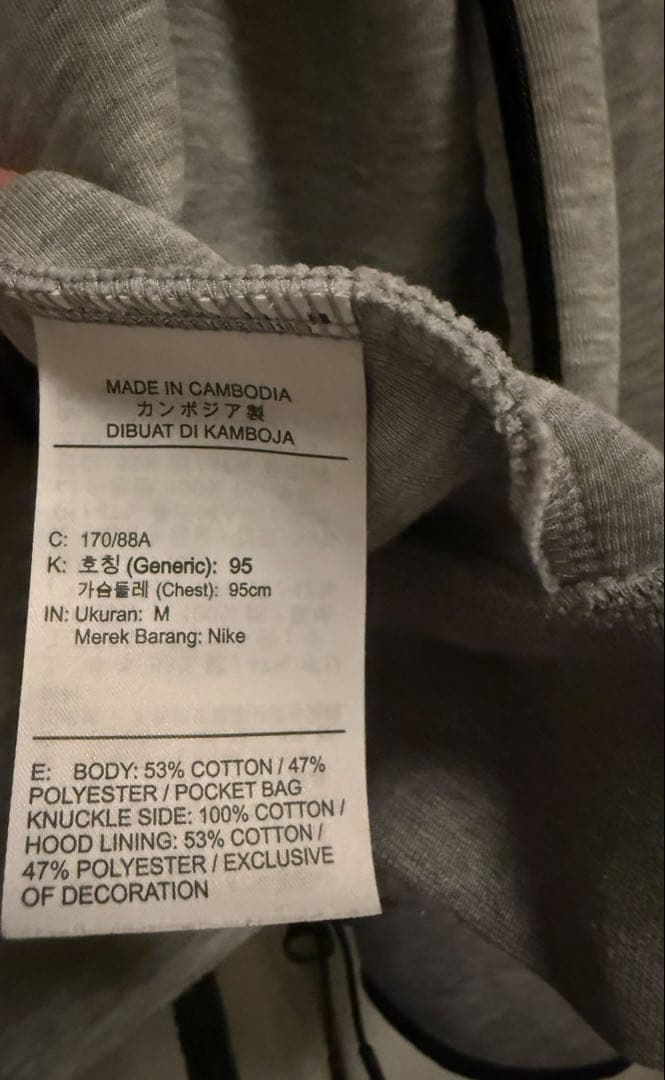 MADE IN CAMBODIA
カンボジア製
DIBUAT DI KAMBOJA
C: 170/88A
K: 호칭 (Generic): 95
가슴둘레 (Chest): 95cm
IN: Ukuran: M
Merek Barang: Nike
E: BODY: 53% COTTON / 47%
POLYESTER / POCKET BAG
KNUCKLE SIDE: 100% COTTON /
HOOD LINING: 53% COTTON /
47% POLYESTER / EXCLUSIVE
OF DECORATION